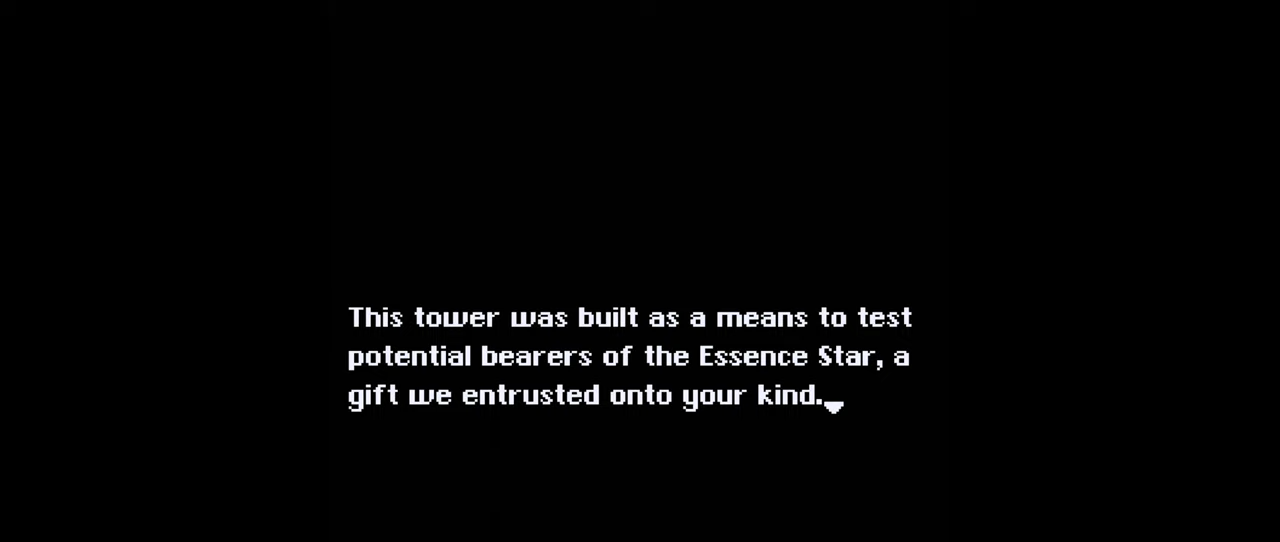 This tower was built as a means to test
potential bearers of the Essence Star, a
gift we entrusted onto your kind.